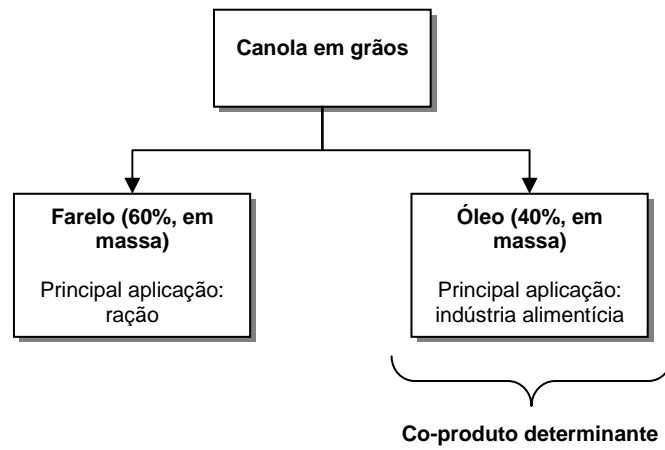 Canola em grãos
Farelo (60%, em
massa)
Principal aplicação:
ração
Óleo (40%, em
massa)
Principal aplicação:
indústria alimentícia
Co-produto determinante